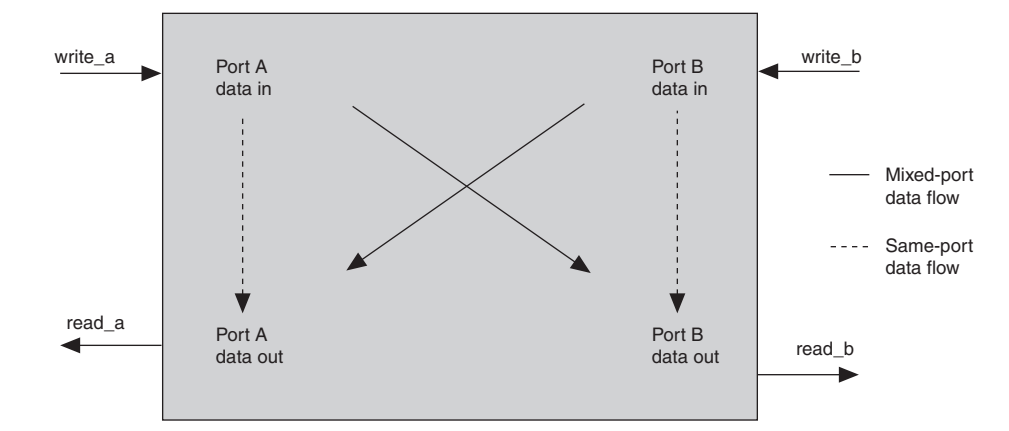 write_a
Port A
data in
Port B
data in
write_b
Mixed-port
data flow
Same-port
data flow
read_a
Port A
data out
Port B
data out
read_b